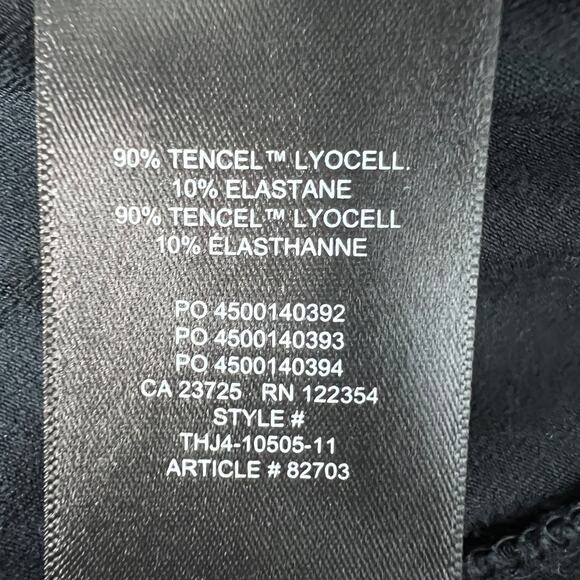 90% TENCEL™ LYOCELL.
10% ELASTANE
90% TENCEL™ LYOCELL
10% ÉLASTHANNE
PO 4500140392
PO 4500140393
PO 4500140394
CA 23725 RN 122354
STYLE #
THJ4-10505-11
ARTICLE # 82703